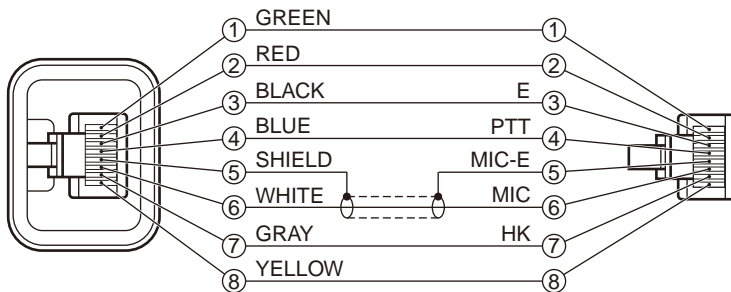 1 GREEN 1
2 RED 2
3 BLACK E 3
4 BLUE PTT 4
5 SHIELD MIC-E 5
6 WHITE MIC 6
7 GRAY HK 7
8 YELLOW 8